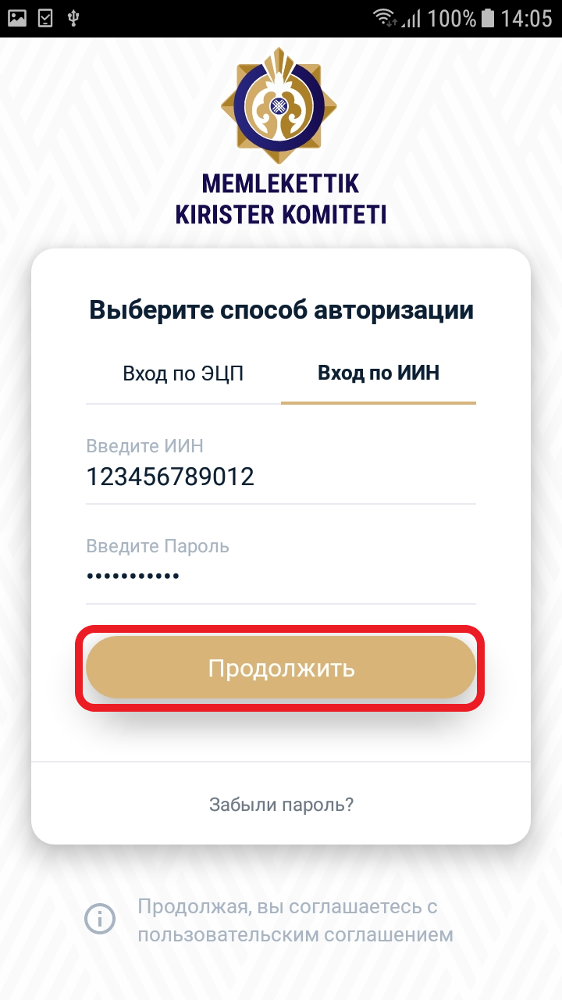 100% 14:05
MEMLEKETTIK
KIRISTER KOMITETI
Выберите способ авторизации
Вход по ЭЦП Вход по ИИН
Введите ИИН
123456789012
Введите Пароль
•••••••••••
Продолжить
Забыли пароль?
Продолжая, вы соглашаетесь с
пользовательским соглашением